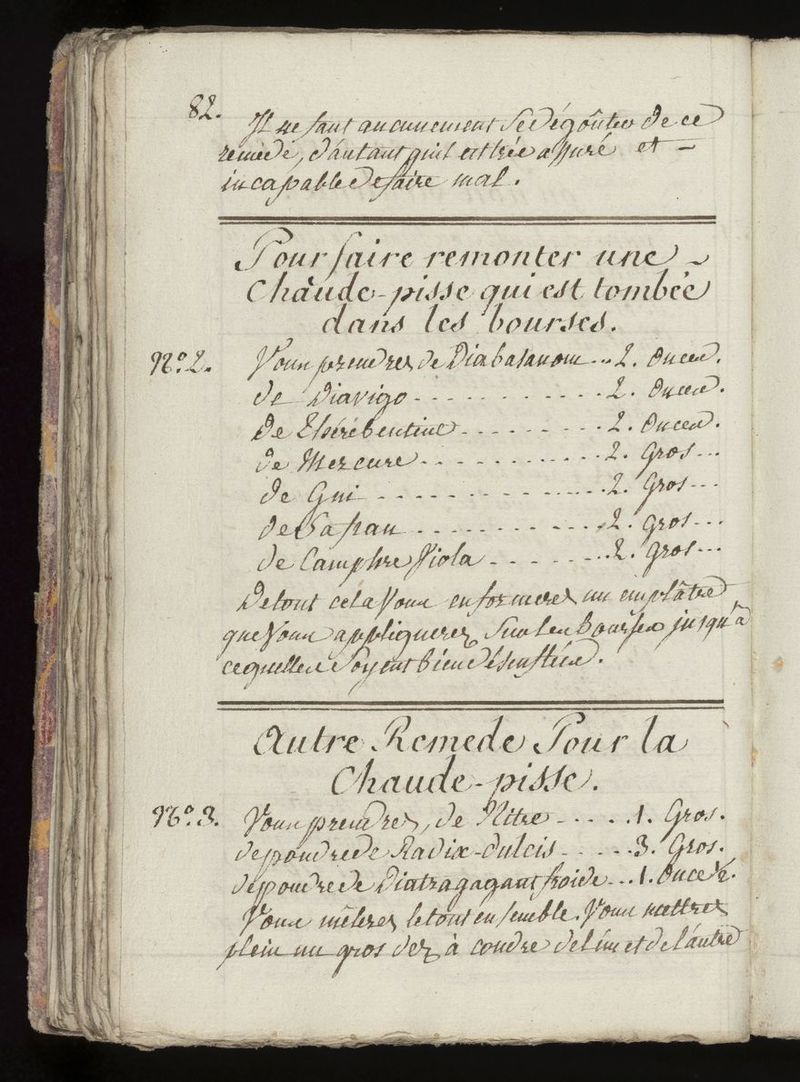 82.
Il ne faut aucunement se dégoûter de ce
remède, d'autant qu'il est très assuré et –
incapable de faire mal.
Pour faire remonter une ~
Chaude-pisse qui est tombée
dans les bourses.
No. 2. Vous prendrez de Diabatanom ... 2. Onces.
de Diavigo - - - - - - - - - - - 2. Onces.
de Thérébentine - - - - - - - - 2. Onces.
de Mercure - - - - - - - - - - - 2. Gros ---
de Gui - - - - - - - - - - - - - 2. Gros ---
de Safran - - - - - - - - - - - 2. Gros ---
de Camphre Viola - - - - - - - 2. Gros ---
De tout cela Vous en formerez un emplâtre
que Vous appliquerez Sur les Bourses jusqu'à
ce quelles Soyent bien désenflées.
Autre Remede Pour la
Chaude-pisse.
No. 3. Vous prendrez, de Nitre - - - - - 1. Gros.
de poudre de Radix-dulcis - - - - - 3. Gros.
de poudre de Diatragagant froide - - - 1. Once ½.
Vous mêlerez le tout ensemble. Vous mettrez
plein un gros dez à coudre de l'un et de l'autre